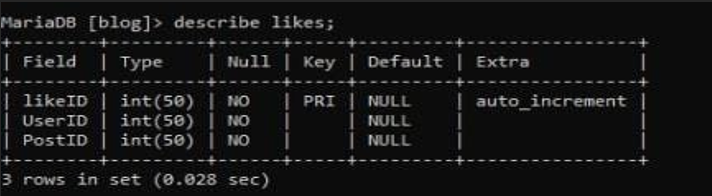 MariaDB [blog]> describe likes;
+--------+---------+------+-----+---------+----------------+
| Field | Type | Null | Key | Default | Extra |
+--------+---------+------+-----+---------+----------------+
| likeID | int(50) | NO | PRI | NULL | auto_increment |
| UserID | int(50) | NO | | NULL | |
| PostID | int(50) | NO | | NULL | |
+--------+---------+------+-----+---------+----------------+
3 rows in set (0.028 sec)